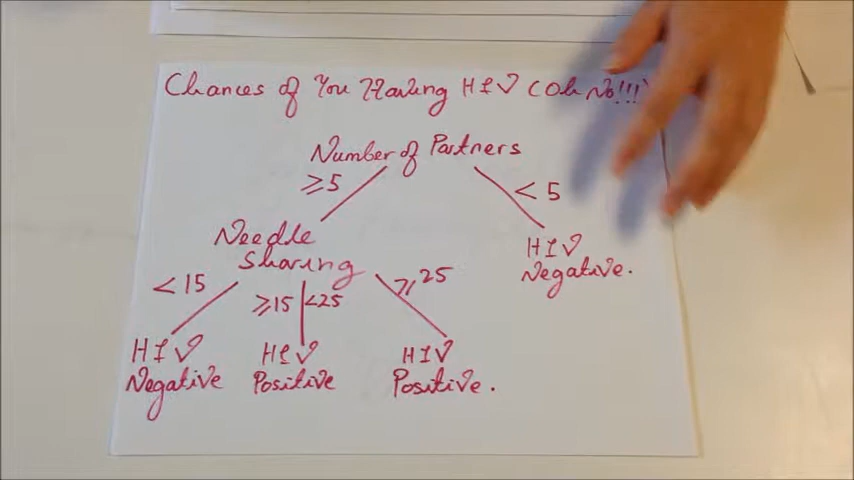 Chances of You Having HIV (Oh No!!!)
Number of Partners
≥5
<5
Needle
Sharing
HIV
Negative.
<15
≥15
<25
≥25
HIV
Negative
HIV
Positive
HIV
Positive.